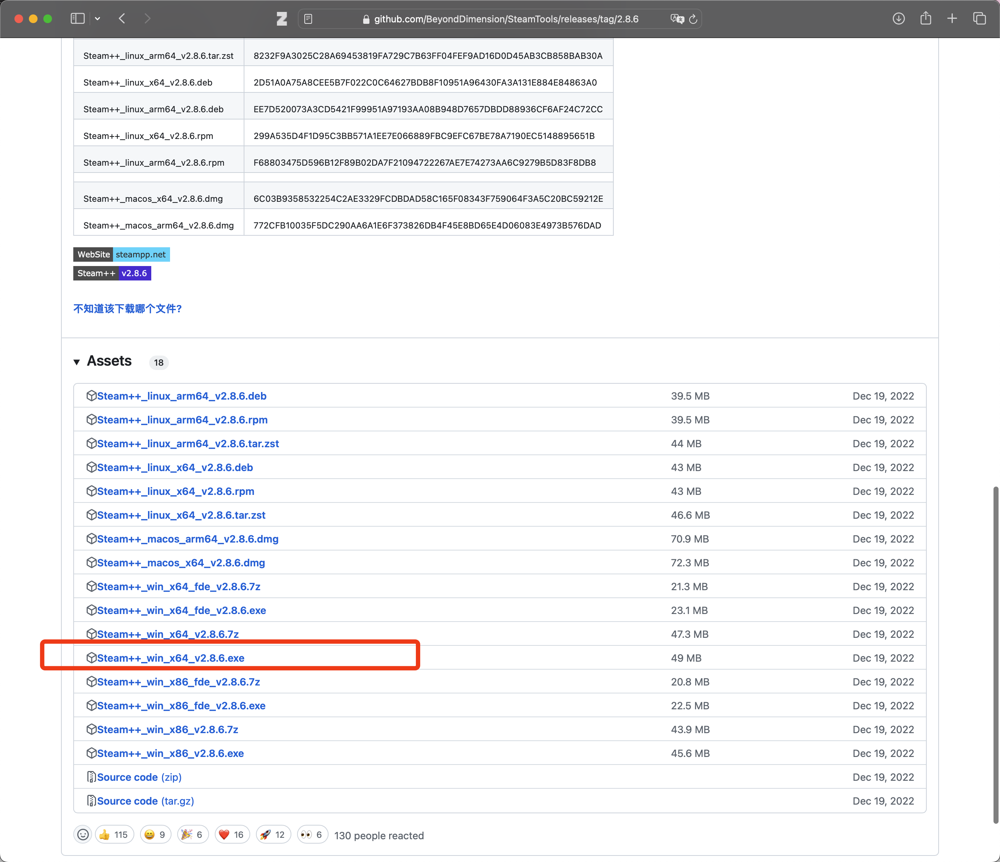 github.com/BeyondDimension/SteamTools/releases/tag/2.8.6
Steam++_linux_arm64_v2.8.6.tar.zst 8232F9A3025C28A69453819FA729C7B63FF04FEF9AD16D0D45AB3CB858BAB30A
Steam++_linux_x64_v2.8.6.deb 2D51A0A75A8CEE5B7F022C0C64627BDB8F10951A96430FA3A131E884E84863A0
Steam++_linux_arm64_v2.8.6.deb EE7D520073A3CD5421F99951A97193AA08B948D7657DBDD88936CF6AF24C72CC
Steam++_linux_x64_v2.8.6.rpm 299A535D4F1D95C3BB571A1EE7E066889FBC9EFC67BE78A7190EC5148895651B
Steam++_linux_arm64_v2.8.6.rpm F68803475D596B12F89B02DA7F21094722267AE7E74273AA6C9279B5D83F8DB8
Steam++_macos_x64_v2.8.6.dmg 6C03B9358532254C2AE3329FCDBDAD58C165F08343F759064F3A5C20BC59212E
Steam++_macos_arm64_v2.8.6.dmg 772CFB10035F5DC290AA6A1E6F373826DB4F45E8BD65E4D06083E4973B576DAD
WebSite steampp.net
Steam++ v2.8.6
不知道该下载哪个文件?
Assets 18
Steam++_linux_arm64_v2.8.6.deb 39.5 MB Dec 19, 2022
Steam++_linux_arm64_v2.8.6.rpm 39.5 MB Dec 19, 2022
Steam++_linux_arm64_v2.8.6.tar.zst 44 MB Dec 19, 2022
Steam++_linux_x64_v2.8.6.deb 43 MB Dec 19, 2022
Steam++_linux_x64_v2.8.6.rpm 43 MB Dec 19, 2022
Steam++_linux_x64_v2.8.6.tar.zst 46.6 MB Dec 19, 2022
Steam++_macos_arm64_v2.8.6.dmg 70.9 MB Dec 19, 2022
Steam++_macos_x64_v2.8.6.dmg 72.3 MB Dec 19, 2022
Steam++_win_x64_fde_v2.8.6.7z 21.3 MB Dec 19, 2022
Steam++_win_x64_fde_v2.8.6.exe 23.1 MB Dec 19, 2022
Steam++_win_x64_v2.8.6.7z 47.3 MB Dec 19, 2022
Steam++_win_x64_v2.8.6.exe 49 MB Dec 19, 2022
Steam++_win_x86_fde_v2.8.6.7z 20.8 MB Dec 19, 2022
Steam++_win_x86_fde_v2.8.6.exe 22.5 MB Dec 19, 2022
Steam++_win_x86_v2.8.6.7z 43.9 MB Dec 19, 2022
Steam++_win_x86_v2.8.6.exe 45.6 MB Dec 19, 2022
Source code (zip) Dec 19, 2022
Source code (tar.gz) Dec 19, 2022
115 9 6 16 12 6 130 people reacted